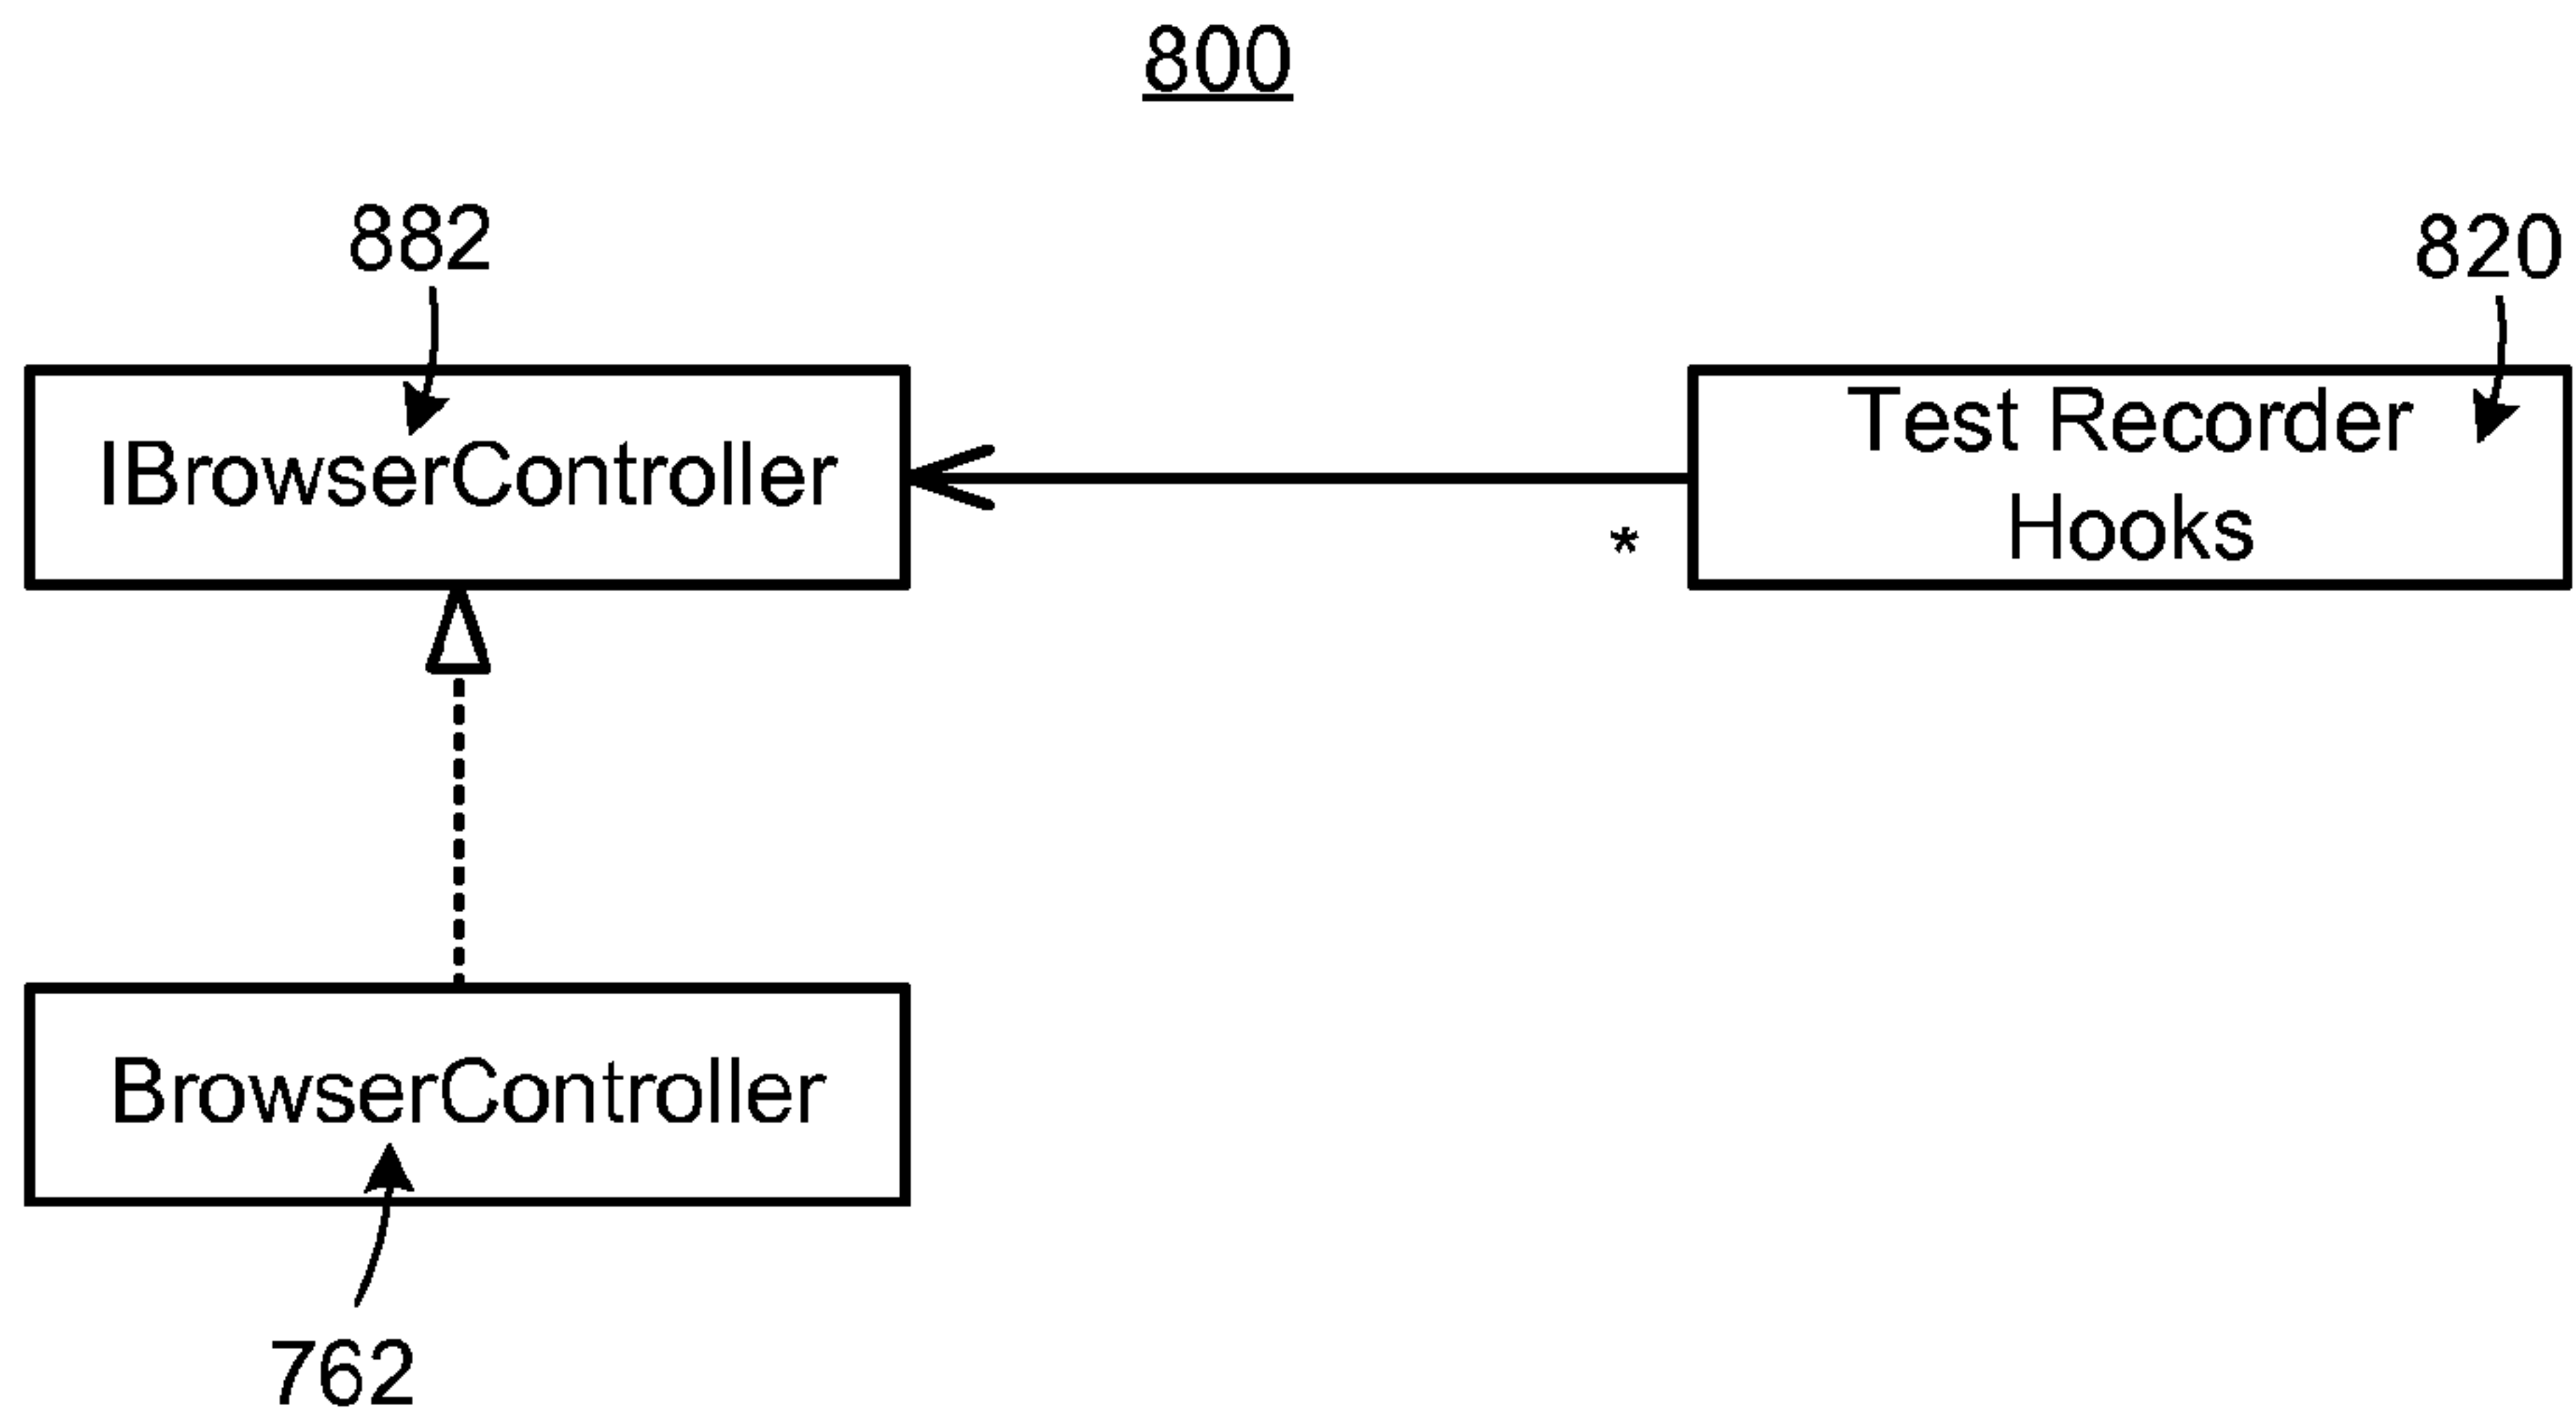 800
882
820
IBrowserController
Test Recorder
Hooks
*
BrowserController
762